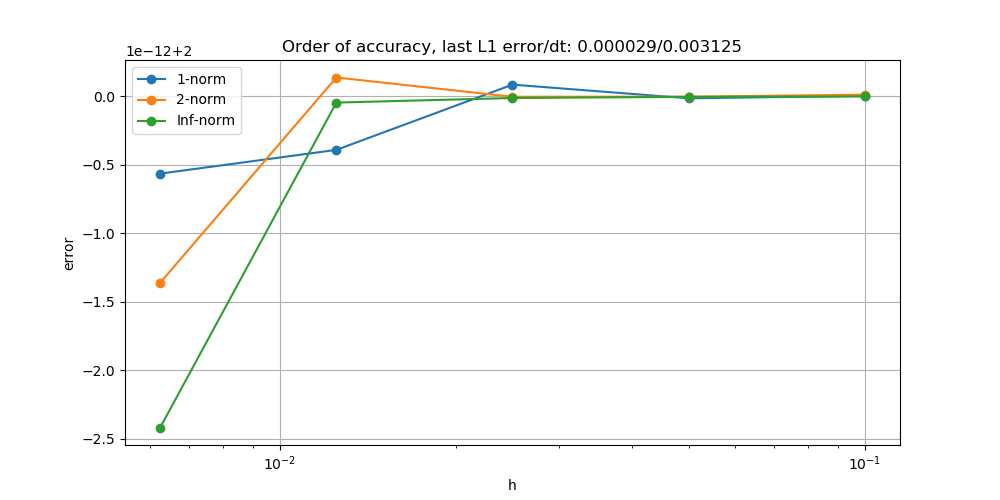 Order of accuracy, last L1 error/dt: 0.000029/0.003125
1e−12+2
1-norm
2-norm
Inf-norm
0.0
−0.5
−1.0
−1.5
−2.0
−2.5
error
10⁻²
10⁻¹
h